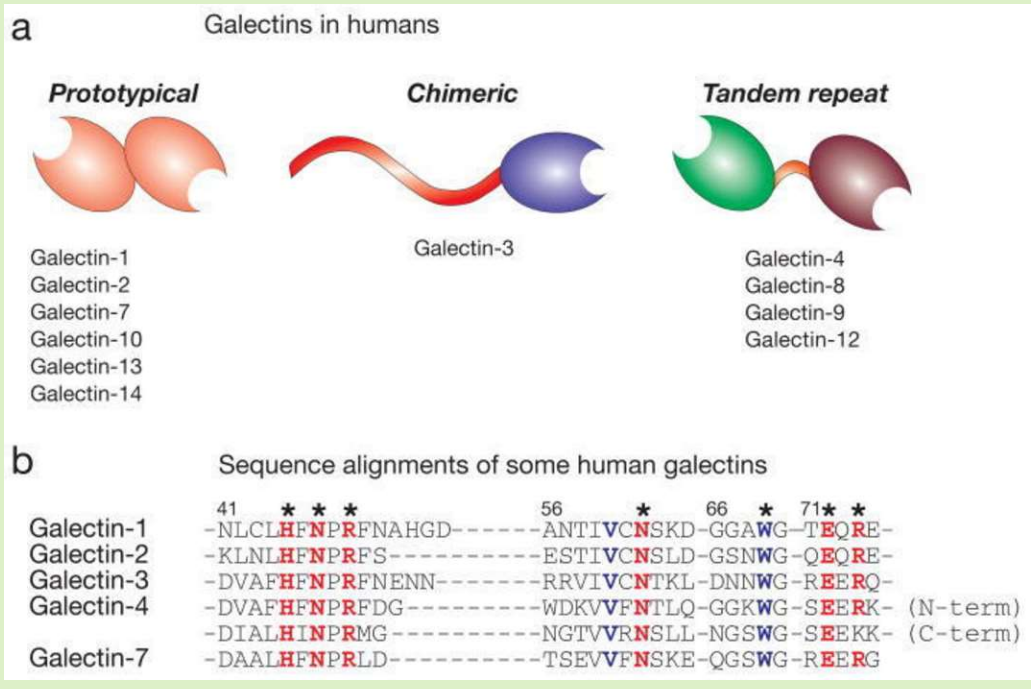 a
Galectins in humans
Prototypical
Chimeric
Tandem repeat
Galectin-1
Galectin-2
Galectin-7
Galectin-10
Galectin-13
Galectin-14
Galectin-3
Galectin-4
Galectin-8
Galectin-9
Galectin-12
b
Sequence alignments of some human galectins
41 * * * 56 * 66 * 71 * *
Galectin-1 -NLCLHFNPRFNAHGD------ANTIVCNSKD-GGAWG-TEQRE-
Galectin-2 -KLNLHFNPRFS----------ESTIVCNSLD-GSNWG-QEQRE-
Galectin-3 -DVAFHFNPRFNENN-------RRVIVCNTKL-DNNWG-REERQ-
Galectin-4 -DVAFHFNPRFDG---------WDKVVFNTLQ-GGKWG-SEERK- (N-term)
-DIALHINPRMG----------NGTVVRNSLL-NGSWG-SEEKK- (C-term)
Galectin-7 -DAALHFNPRLD----------TSEVVFNSKE-QGSWG-REERG